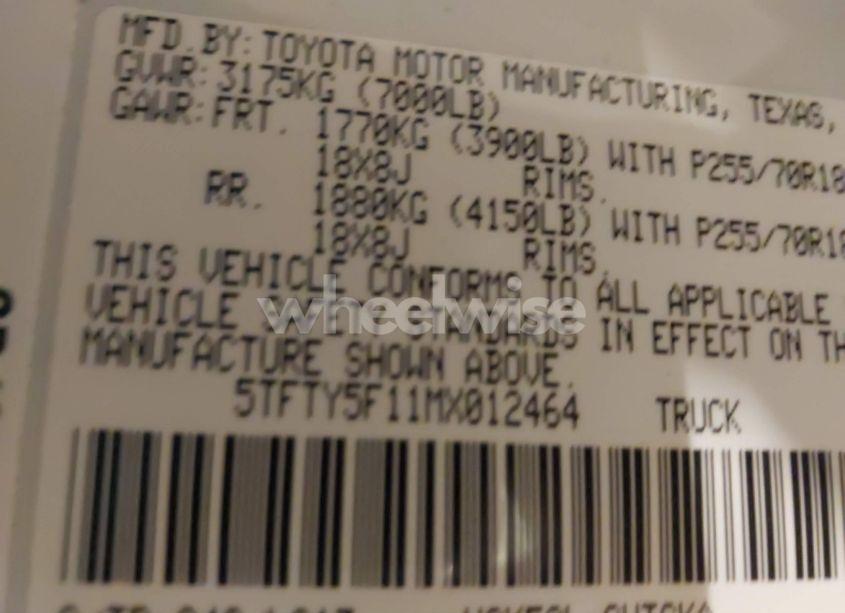 MFD.BY: TOYOTA MOTOR MANUFACTURING, TEXAS,
GVWR: 3175KG (7000LB)
GAWR: FRT. 1770KG (3900LB) WITH P255/70R18
18X8J RIMS.
RR. 1880KG (4150LB) WITH P255/70R18
18X8J RIMS.
THIS VEHICLE CONFORMS TO ALL APPLICABLE
VEHICLE STANDARDS IN EFFECT ON TH
wheelwise
MANUFACTURE SHOWN ABOVE.
5TFTY5F11MX012464 TRUCK